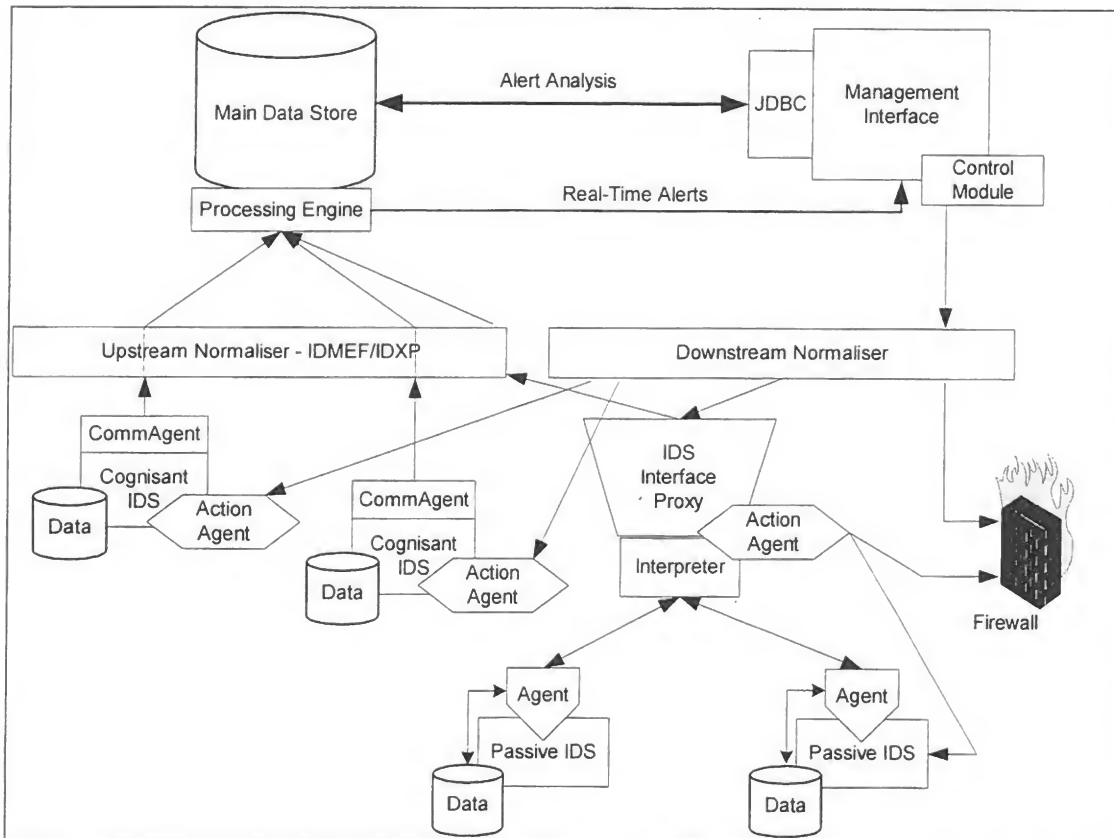 Main Data Store
Alert Analysis
JDBC
Management
Interface
Control
Module
Processing Engine
Real-Time Alerts
Upstream Normaliser - IDMEF/IDXP
Downstream Normaliser
CommAgent
Cognisant
IDS
Data
Action
Agent
CommAgent
Cognisant
IDS
Data
Action
Agent
IDS
Interface
Proxy
Action
Agent
Interpreter
Firewall
Agent
Passive IDS
Data
Agent
Passive IDS
Data